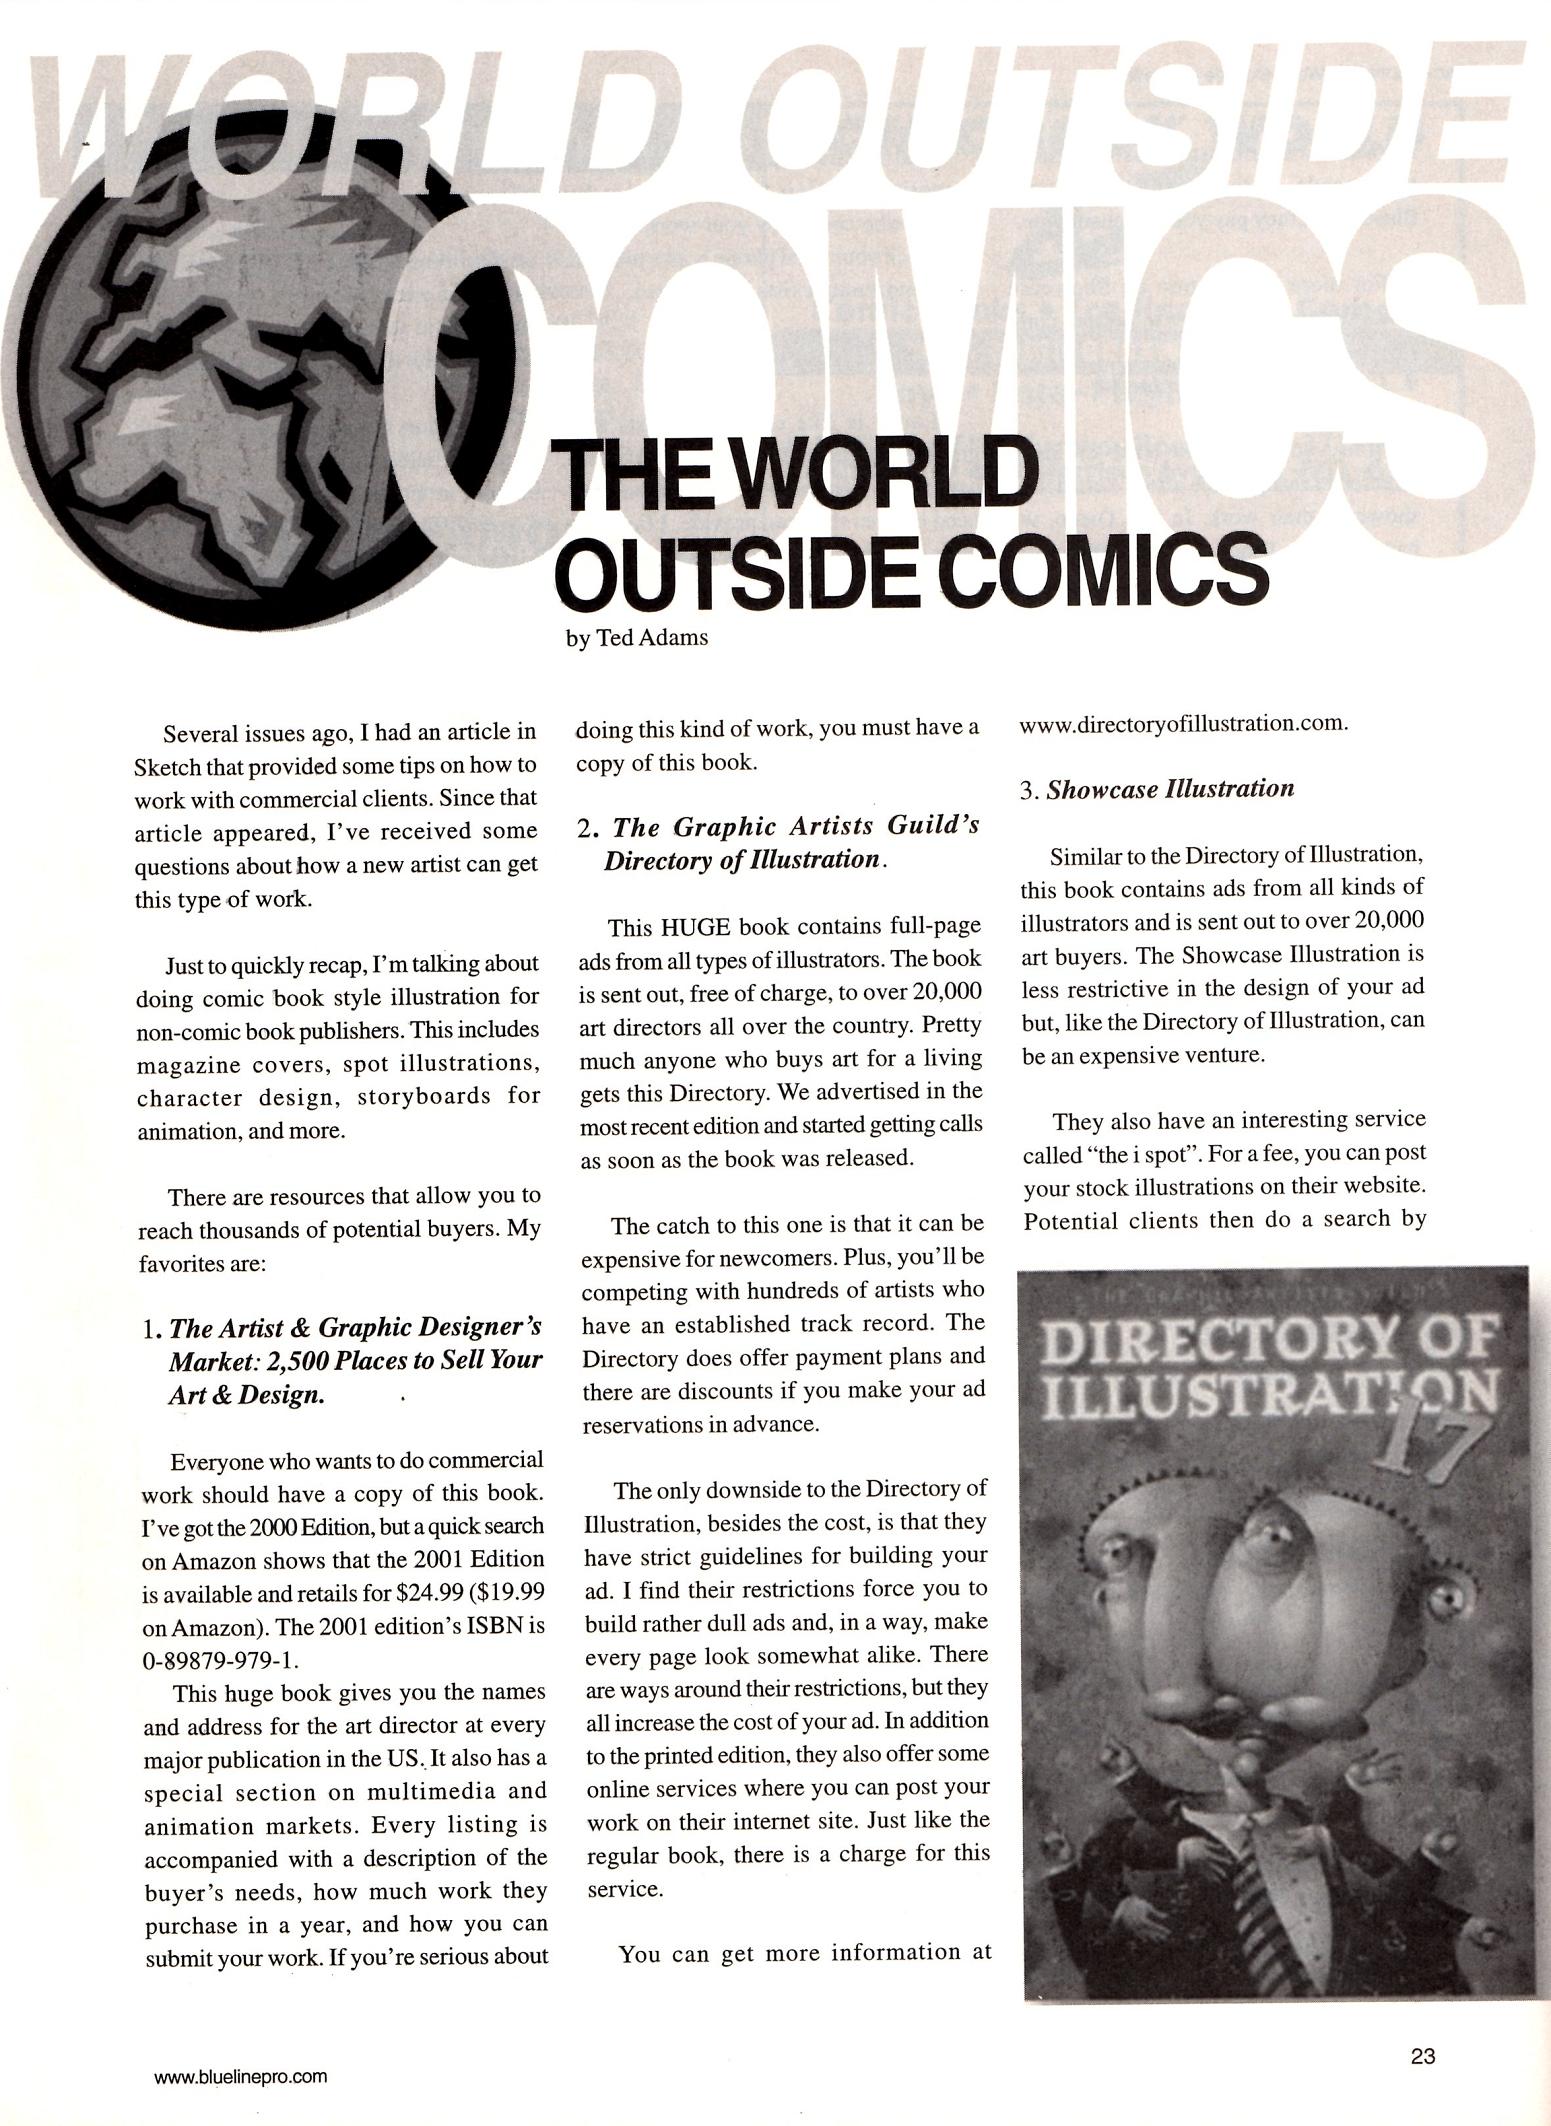 WORLD OUTSIDE
COMICS
THE WORLD
OUTSIDE COMICS
by Ted Adams
Several issues ago, I had an article in
Sketch that provided some tips on how to
work with commercial clients. Since that
article appeared, I've received some
questions about how a new artist can get
this type of work.
Just to quickly recap, I'm talking about
doing comic book style illustration for
non-comic book publishers. This includes
magazine covers, spot illustrations,
character design, storyboards for
animation, and more.
There are resources that allow you to
reach thousands of potential buyers. My
favorites are:
1. The Artist & Graphic Designer's
Market: 2,500 Places to Sell Your
Art & Design.
Everyone who wants to do commercial
work should have a copy of this book.
I've got the 2000 Edition, but a quick search
on Amazon shows that the 2001 Edition
is available and retails for $24.99 ($19.99
on Amazon). The 2001 edition's ISBN is
0-89879-979-1.
This huge book gives you the names
and address for the art director at every
major publication in the US. It also has a
special section on multimedia and
animation markets. Every listing is
accompanied with a description of the
buyer's needs, how much work they
purchase in a year, and how you can
submit your work. If you're serious about
doing this kind of work, you must have a
copy of this book.
2. The Graphic Artists Guild's
Directory of Illustration.
This HUGE book contains full-page
ads from all types of illustrators. The book
is sent out, free of charge, to over 20,000
art directors all over the country. Pretty
much anyone who buys art for a living
gets this Directory. We advertised in the
most recent edition and started getting calls
as soon as the book was released.
The catch to this one is that it can be
expensive for newcomers. Plus, you'll be
competing with hundreds of artists who
have an established track record. The
Directory does offer payment plans and
there are discounts if you make your ad
reservations in advance.
The only downside to the Directory of
Illustration, besides the cost, is that they
have strict guidelines for building your
ad. I find their restrictions force you to
build rather dull ads and, in a way, make
every page look somewhat alike. There
are ways around their restrictions, but they
all increase the cost of your ad. In addition
to the printed edition, they also offer some
online services where you can post your
work on their internet site. Just like the
regular book, there is a charge for this
service.
You can get more information at
www.directoryofillustration.com.
3. Showcase Illustration
Similar to the Directory of Illustration,
this book contains ads from all kinds of
illustrators and is sent out to over 20,000
art buyers. The Showcase Illustration is
less restrictive in the design of your ad
but, like the Directory of Illustration, can
be an expensive venture.
They also have an interesting service
called “the i spot”. For a fee, you can post
your stock illustrations on their website.
Potential clients then do a search by
DIRECTORY OF
ILLUSTRATION
17
www.bluelinepro.com
23